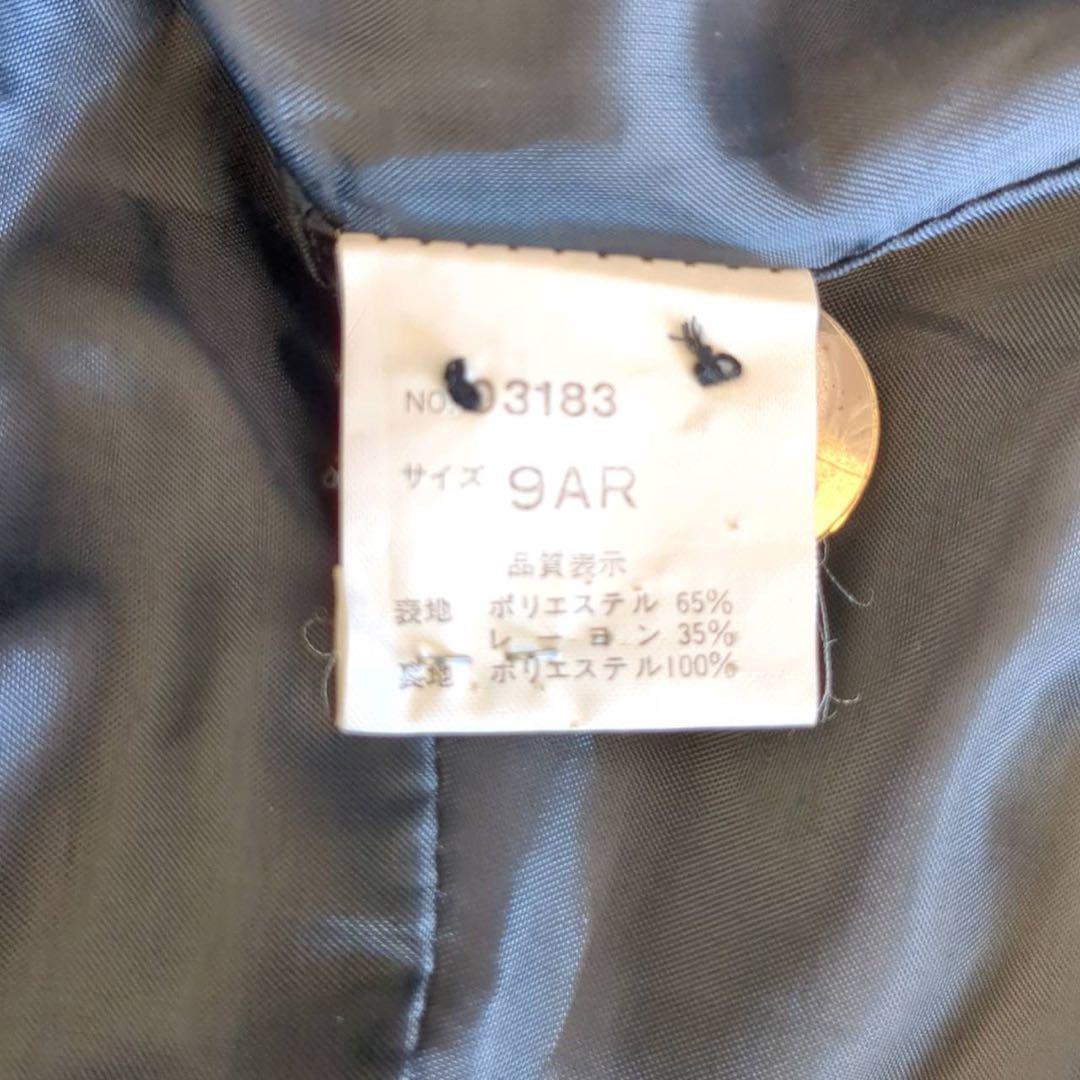 NO. 03183
サイズ 9AR
品質表示
表地 ポリエステル 65%
レーヨン 35%
裏地 ポリエステル100%